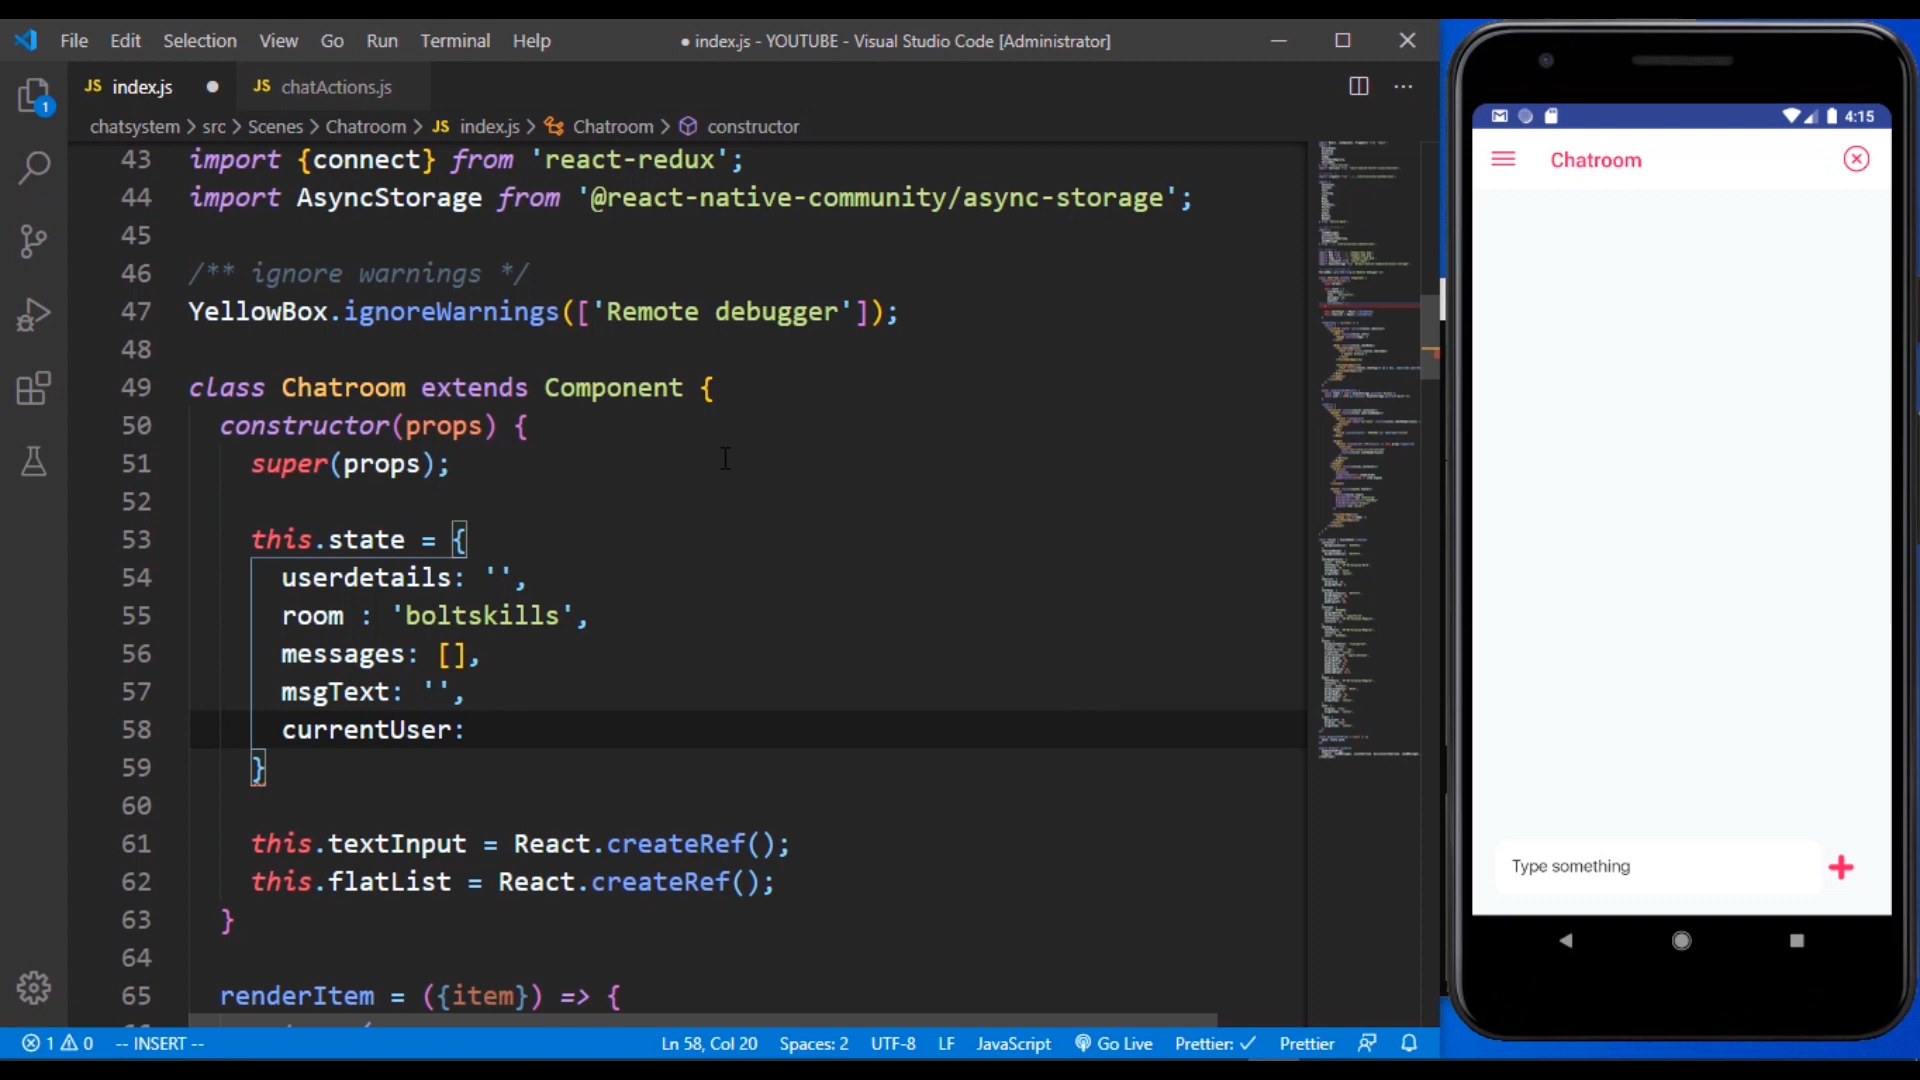 File Edit Selection View Go Run Terminal Help ● index.js - YOUTUBE - Visual Studio Code [Administrator]
1
JS index.js ● JS chatActions.js
chatsystem > src > Scenes > Chatroom > JS index.js > Chatroom > constructor
43 import {connect} from 'react-redux';
44 import AsyncStorage from '@react-native-community/async-storage';
45
46 /** ignore warnings */
47 YellowBox.ignoreWarnings(['Remote debugger']);
48
49 class Chatroom extends Component {
50 constructor(props) {
51 super(props);
52
53 this.state = {
54 userdetails: '',
55 room : 'boltskills',
56 messages: [],
57 msgText: '',
58 currentUser:
59 }
60
61 this.textInput = React.createRef();
62 this.flatList = React.createRef();
63 }
64
65 renderItem = ({item}) => {
1 0 -- INSERT -- Ln 58, Col 20 Spaces: 2 UTF-8 LF JavaScript Go Live Prettier: ✓ Prettier
4:15
Chatroom
Type something